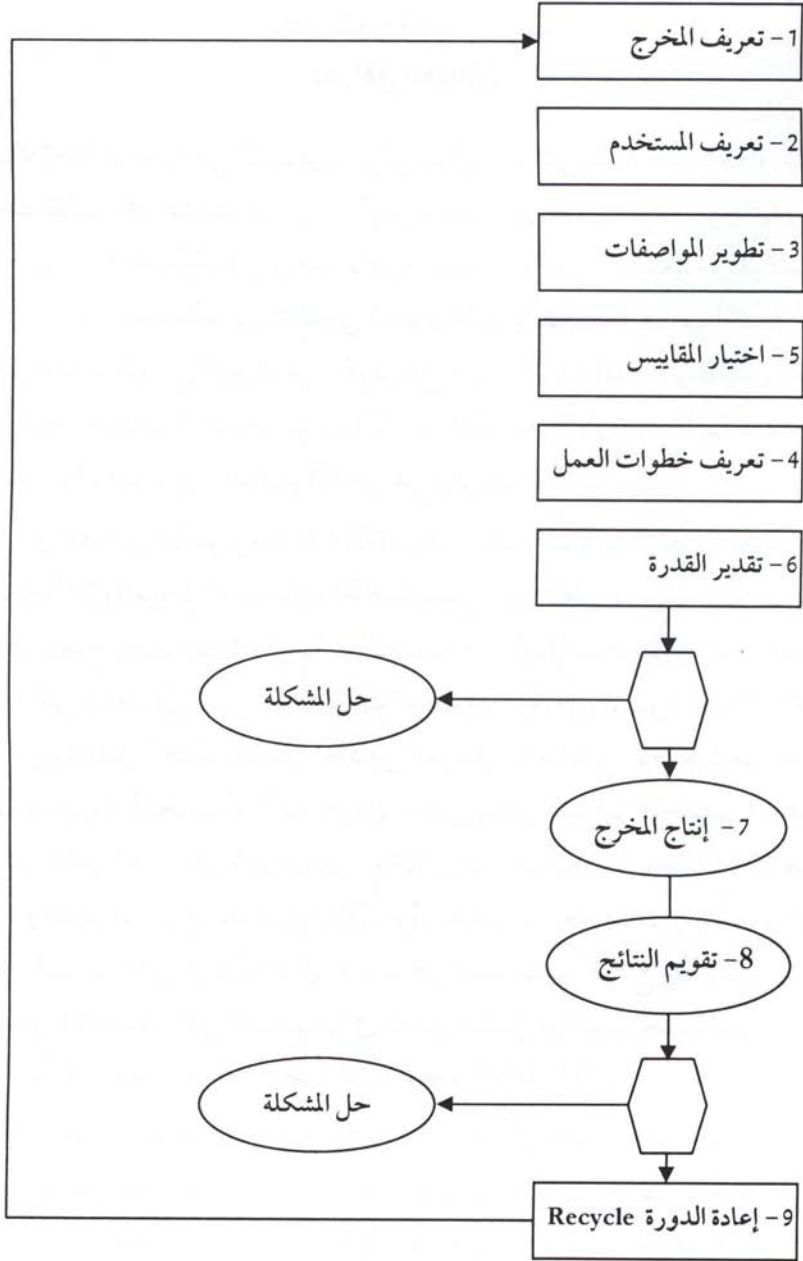 1- تعريف المخرج
2- تعريف المستخدم
3- تطوير المواصفات
5- اختيار المقاييس
4- تعريف خطوات العمل
6- تقدير القدرة
حل المشكلة
7- إنتاج المخرج
8- تقويم النتائج
حل المشكلة
9- إعادة الدورة Recycle